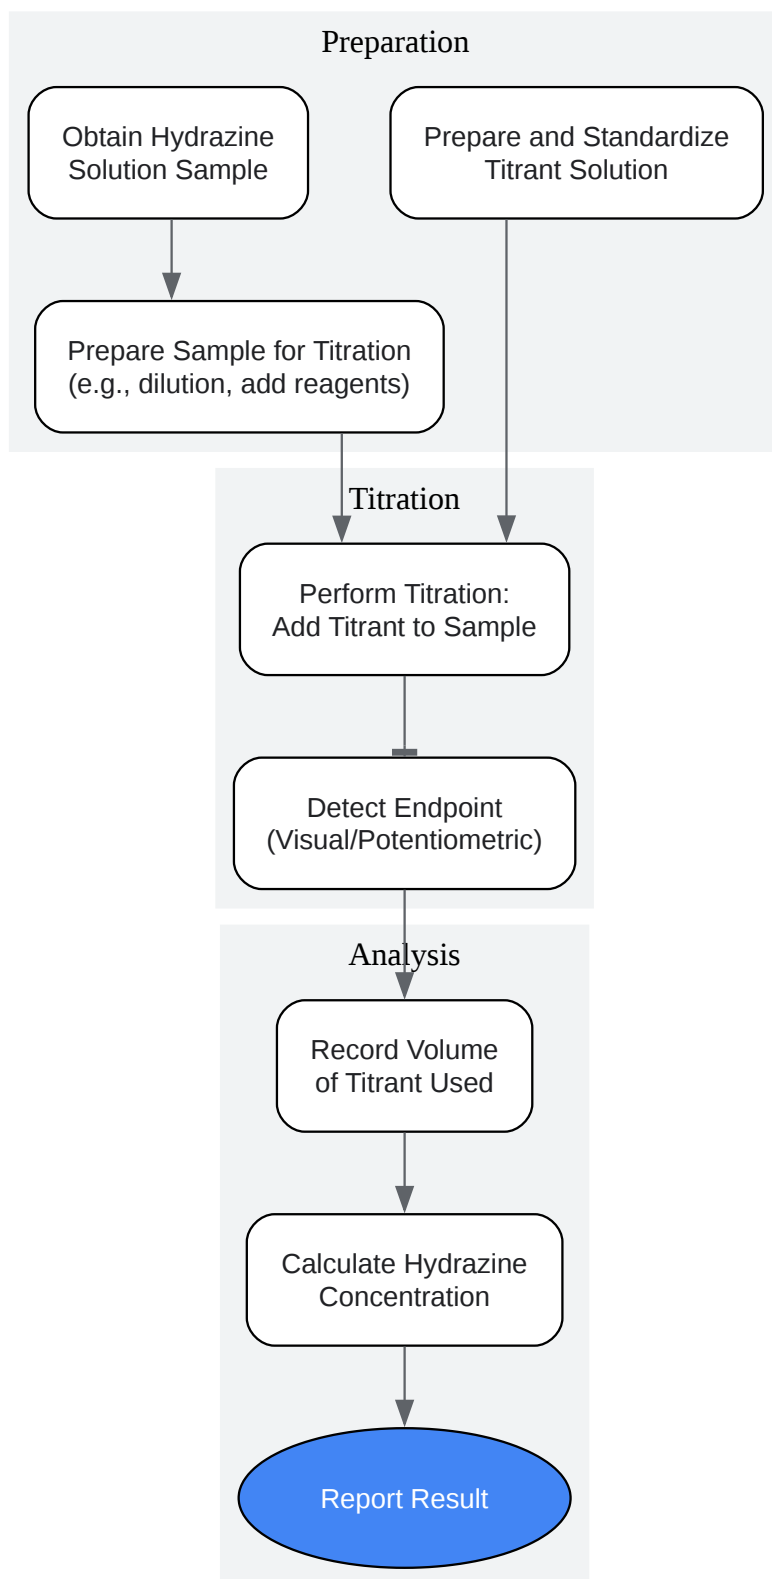 Preparation
Obtain Hydrazine
Solution Sample
Prepare and Standardize
Titrant Solution
Prepare Sample for Titration
(e.g., dilution, add reagents)
Titration
Perform Titration:
Add Titrant to Sample
Detect Endpoint
(Visual/Potentiometric)
Analysis
Record Volume
of Titrant Used
Calculate Hydrazine
Concentration
Report Result